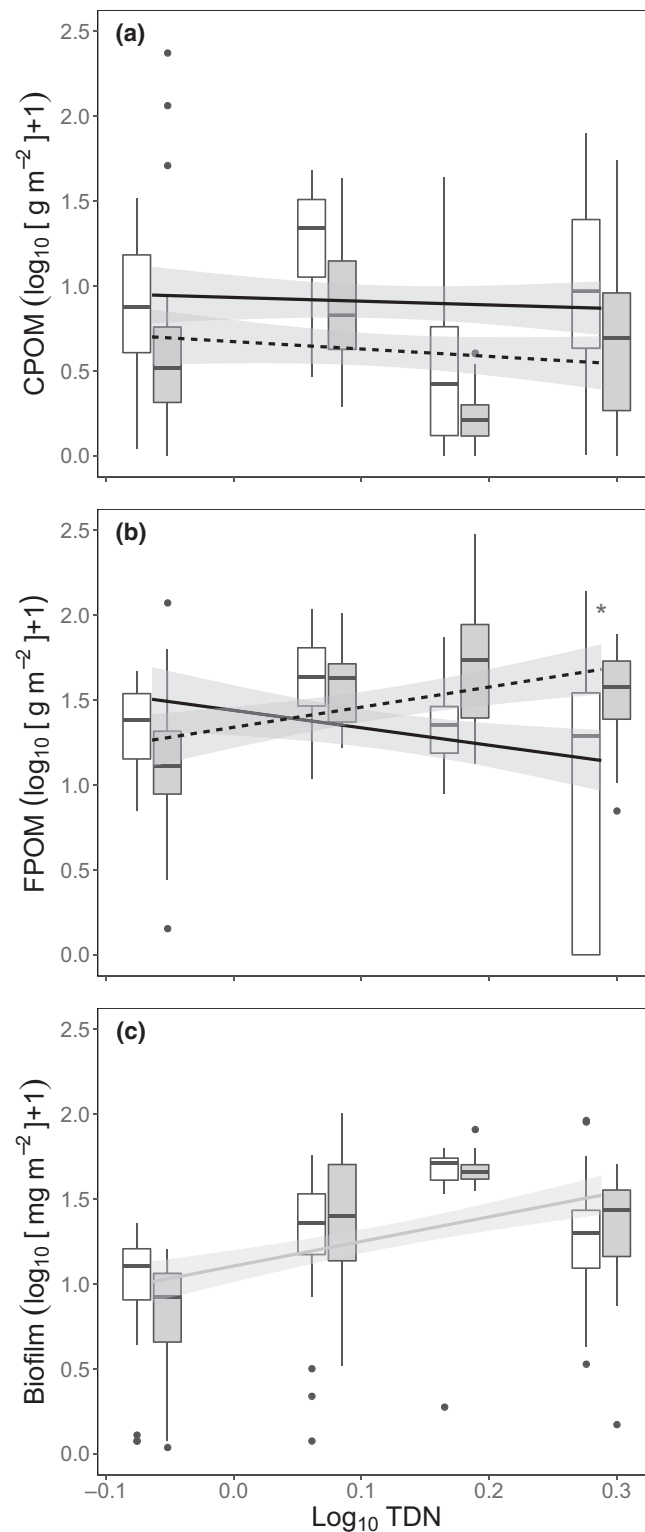 (a)
CPOM (log₁₀ [ g m⁻² ]+1)
2.5
2.0
1.5
1.0
0.5
0.0
(b)
FPOM (log₁₀ [ g m⁻² ]+1)
2.5
2.0
1.5
1.0
0.5
0.0
*
(c)
Biofilm (log₁₀ [ mg m⁻² ]+1)
2.5
2.0
1.5
1.0
0.5
0.0
−0.1 0.0 0.1 0.2 0.3
Log₁₀ TDN